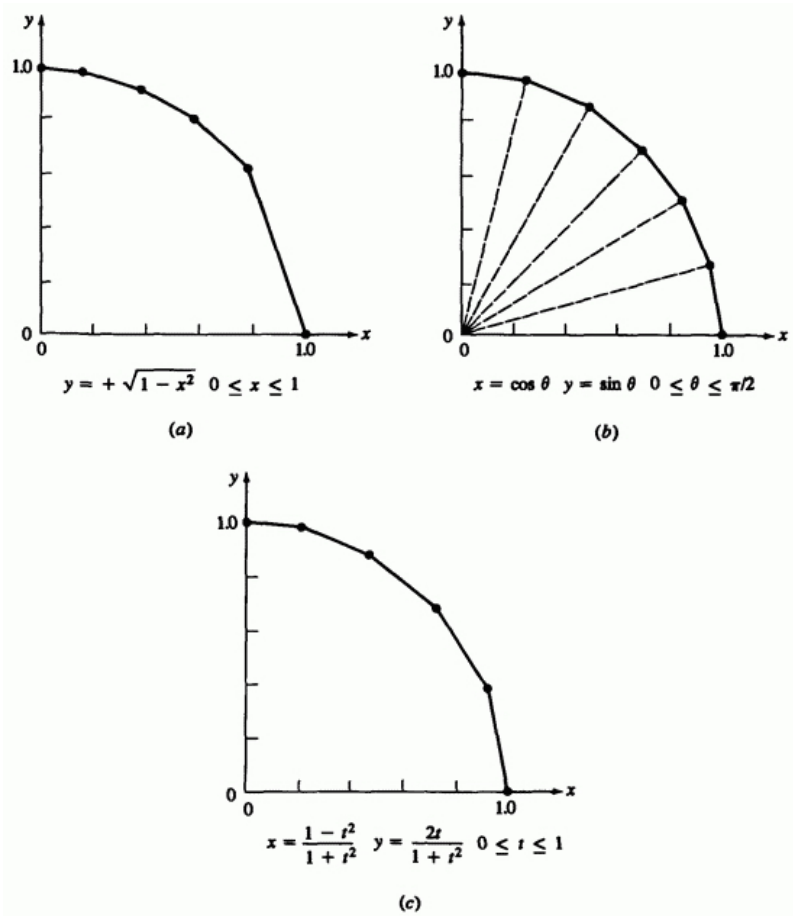 y
y
1.0
1.0
0
0
x
x
0
1.0
0
1.0
y = + √1 − x² 0 ≤ x ≤ 1
x = cos θ y = sin θ 0 ≤ θ ≤ π/2
(a)
(b)
y
1.0
0
x
0
1.0
x = (1 − t²)/(1 + t²) y = 2t/(1 + t²) 0 ≤ t ≤ 1
(c)